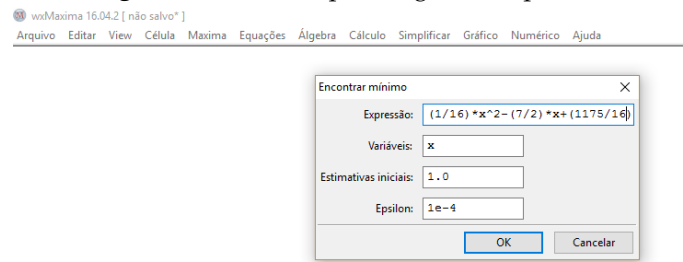 wxMaxima 16.04.2 [ não salvo* ]
Arquivo Editar View Célula Maxima Equações Álgebra Cálculo Simplificar Gráfico Numérico Ajuda
Encontrar mínimo
Expressão: (1/16)*x^2-(7/2)*x+(1175/16)
Variáveis: x
Estimativas iniciais: 1.0
Epsilon: 1e-4
OK Cancelar